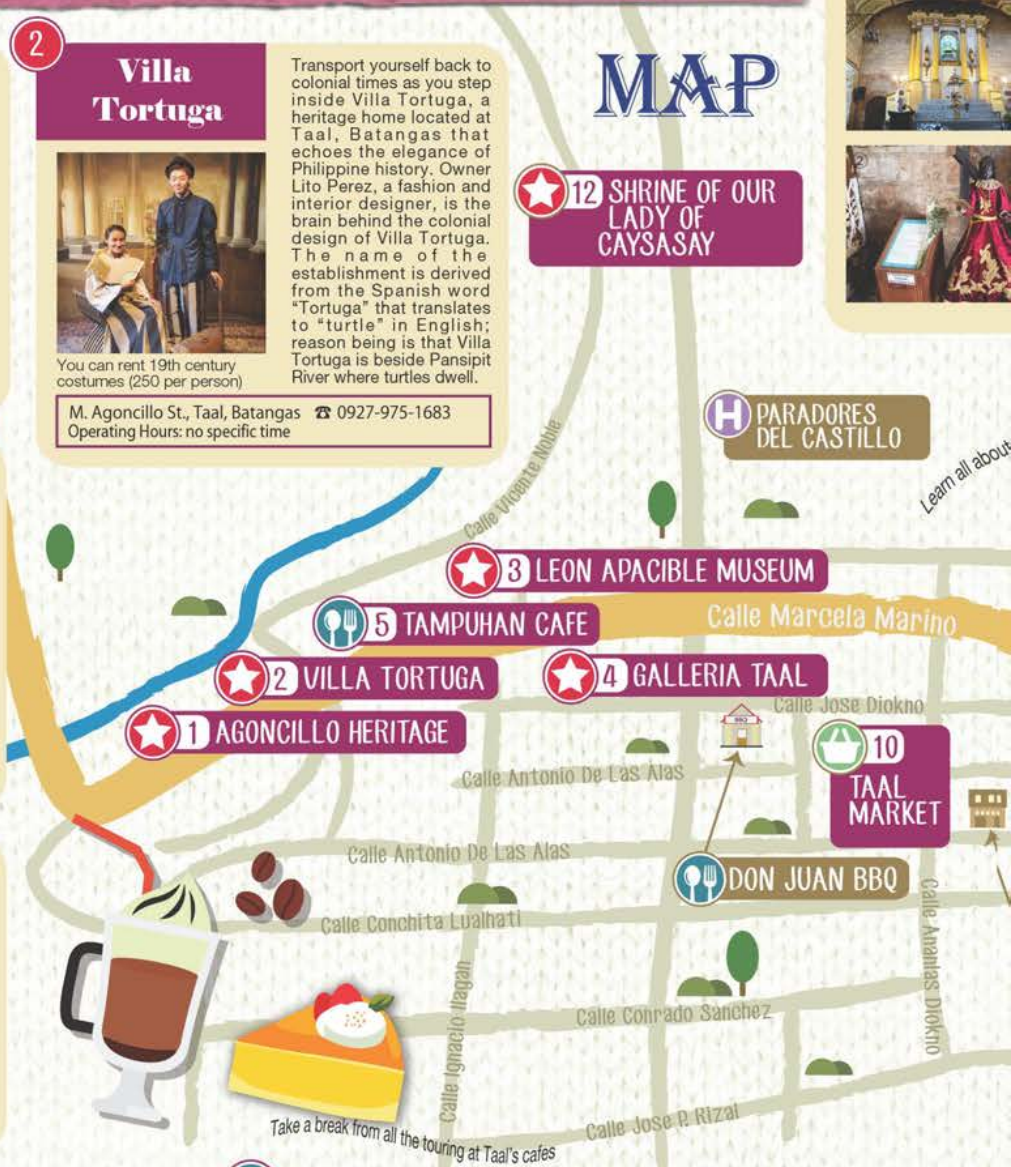 2
Villa
Tortuga
Transport yourself back to
colonial times as you step
inside Villa Tortuga, a
heritage home located at
Taal, Batangas that
echoes the elegance of
Philippine history. Owner
Lito Perez, a fashion and
interior designer, is the
brain behind the colonial
design of Villa Tortuga.
The name of the
establishment is derived
from the Spanish word
"Tortuga" that translates
to "turtle" in English;
reason being is that Villa
Tortuga is beside Pansipit
River where turtles dwell.
You can rent 19th century
costumes (250 per person)
M. Agoncillo St., Taal, Batangas ☎ 0927-975-1683
Operating Hours: no specific time
MAP
2
12 SHRINE OF OUR
LADY OF
CAYSASAY
H PARADORES
DEL CASTILLO
Learn all about
Calle Vicente Noble
3 LEON APACIBLE MUSEUM
5 TAMPUHAN CAFE
Calle Marcela Marino
2 VILLA TORTUGA
4 GALLERIA TAAL
Calle Jose Diokno
1 AGONCILLO HERITAGE
BBQ
10
TAAL
MARKET
Calle Antonio De Las Alas
Calle Antonio De Las Alas
DON JUAN BBQ
Calle Conchita Lualhati
Calle Ananias Diokno
Calle Ignacio Ilagan
Calle Conrado Sanchez
Calle Jose P. Rizal
Take a break from all the touring at Taal's cafes